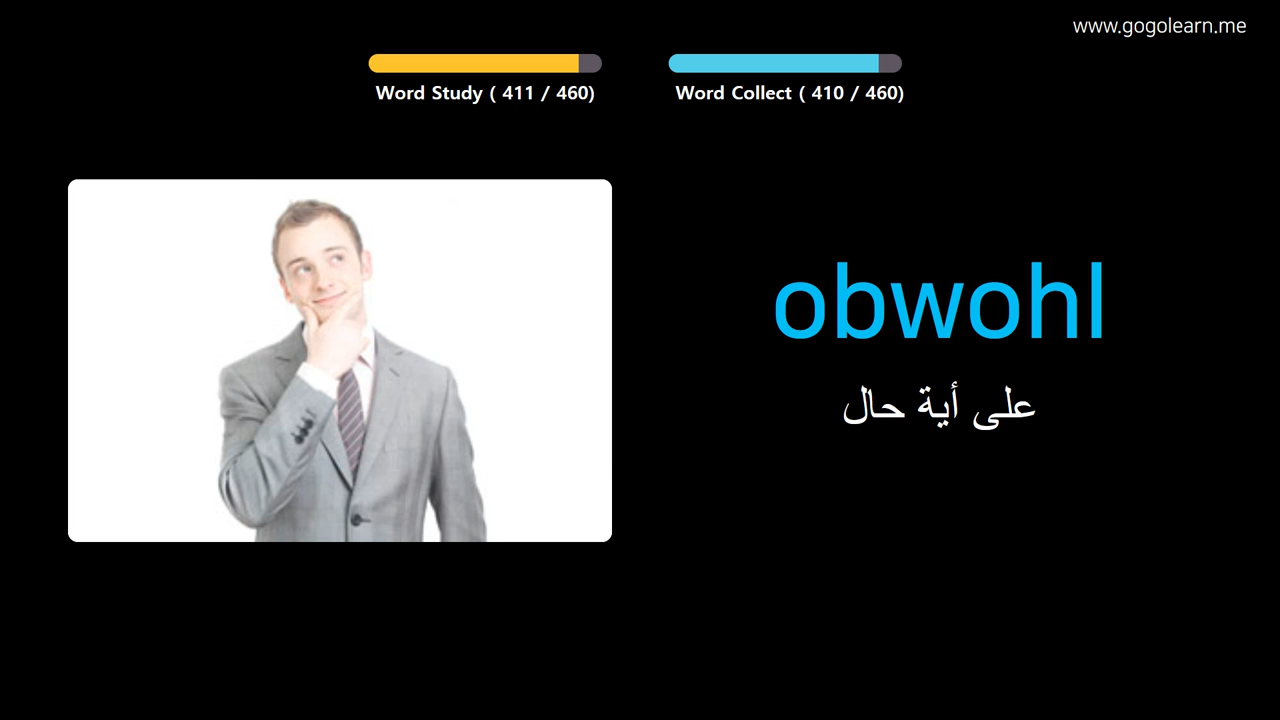 www.gogolearn.me
Word Study ( 411 / 460)
Word Collect ( 410 / 460)
obwohl
على أية حال